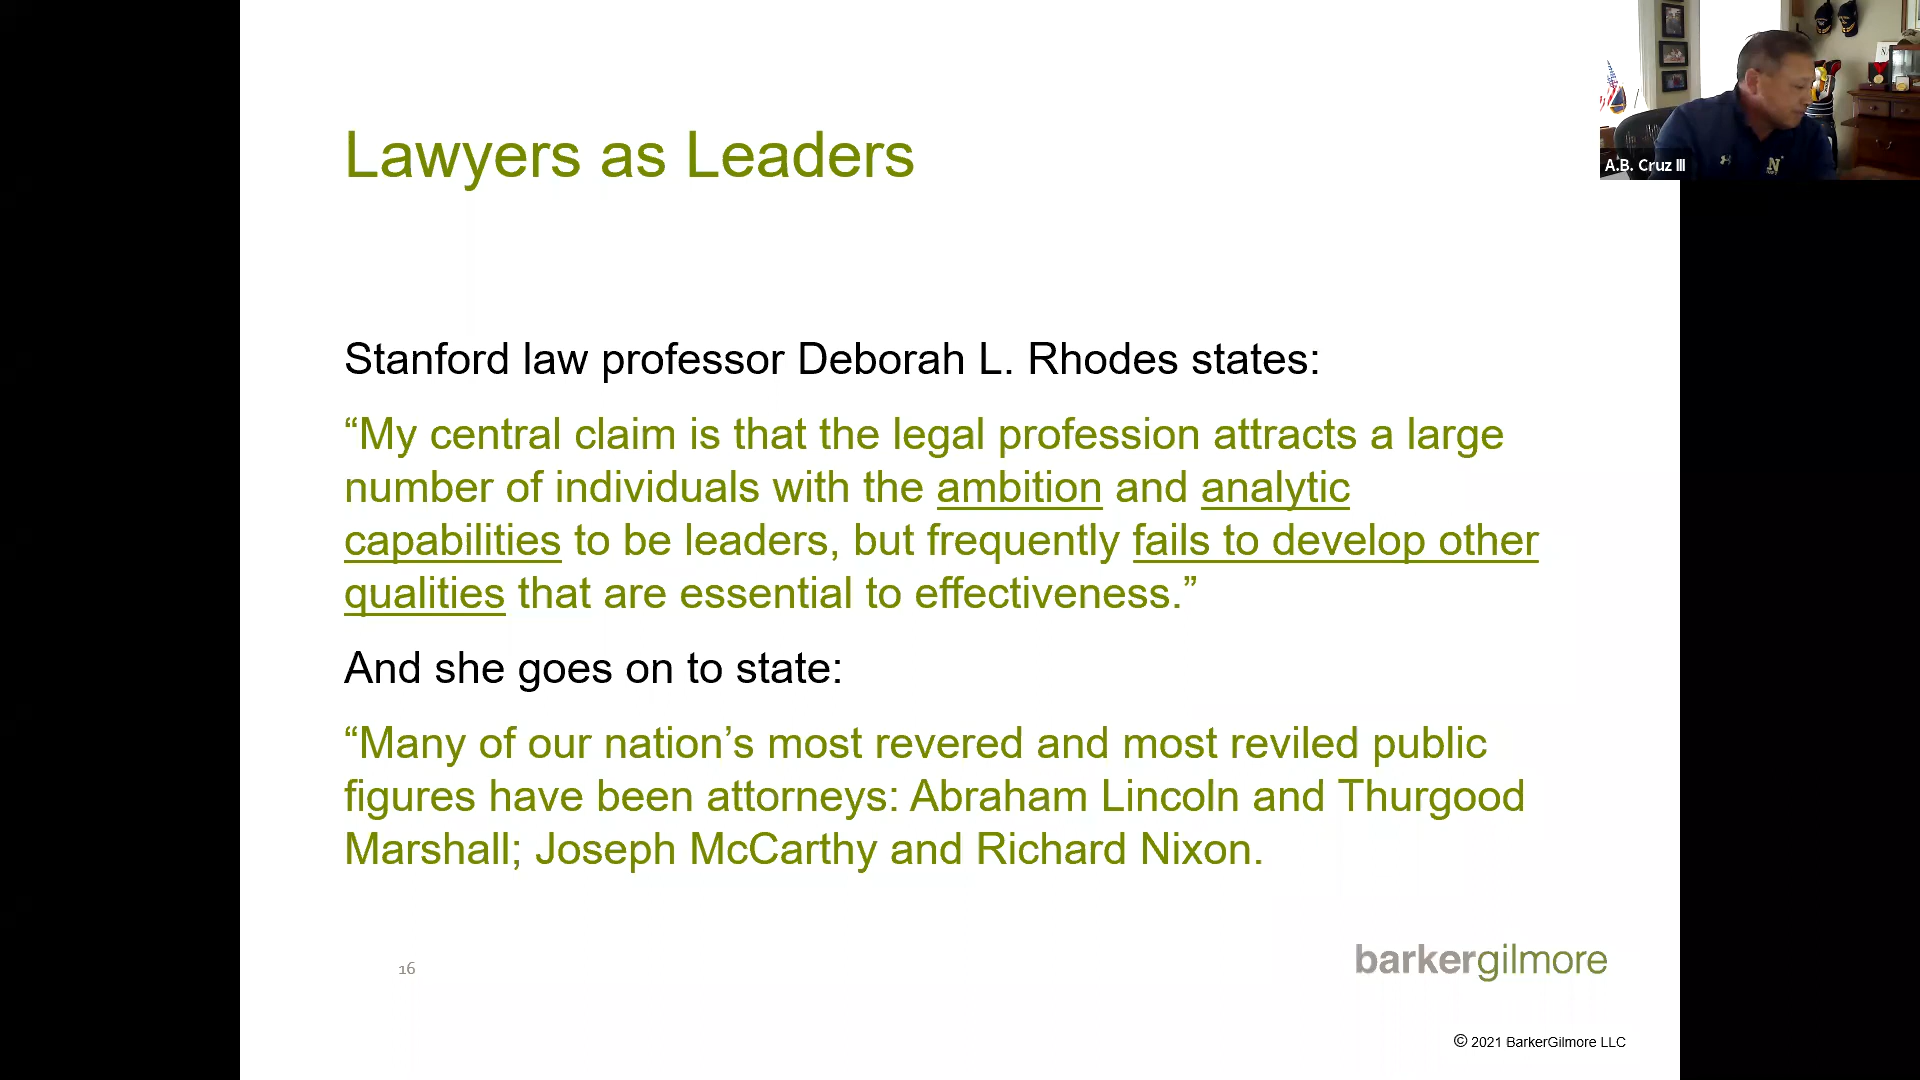 Lawyers as Leaders
A.B. Cruz III
Stanford law professor Deborah L. Rhodes states:
“My central claim is that the legal profession attracts a large
number of individuals with the ambition and analytic
capabilities to be leaders, but frequently fails to develop other
qualities that are essential to effectiveness.”
And she goes on to state:
“Many of our nation’s most revered and most reviled public
figures have been attorneys: Abraham Lincoln and Thurgood
Marshall; Joseph McCarthy and Richard Nixon.
16
barkergilmore
© 2021 BarkerGilmore LLC